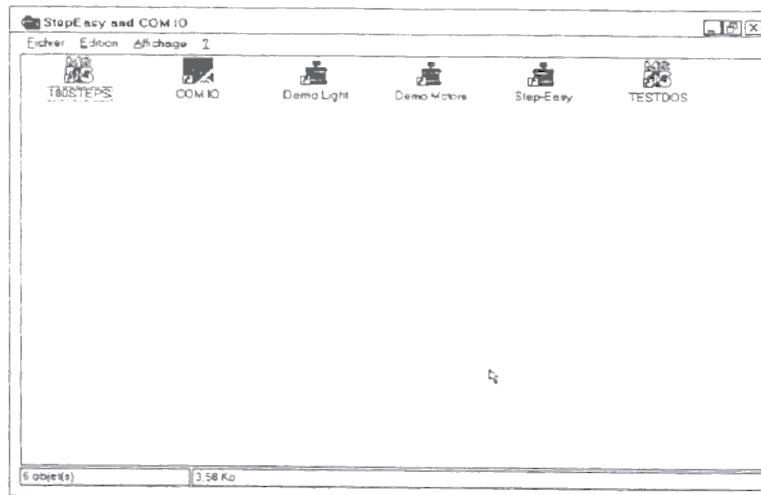 StepEasy and COM IO
Fichier Edition Affichage ?
180STEPS COM IO Demo Light Demo Motors Step-Easy TESTDOS
6 objet(s) 3,58 Ko